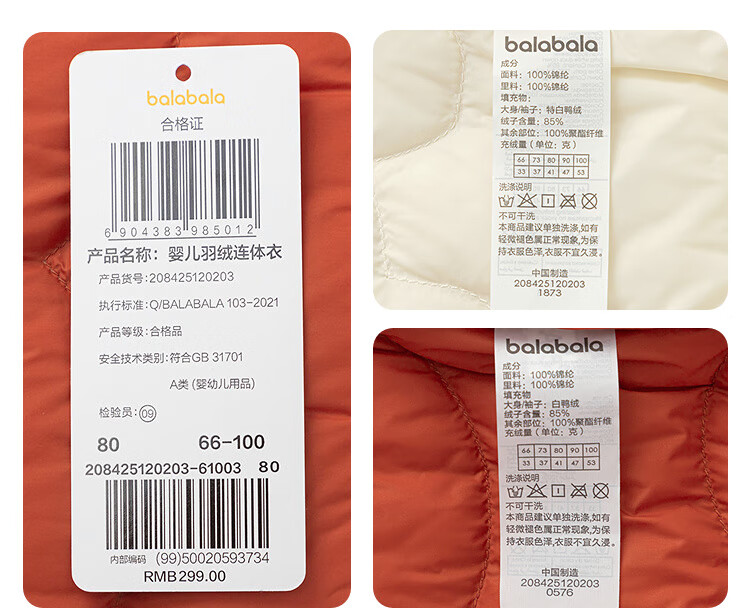 balabala
合格证
6 904383 985012
产品名称：婴儿羽绒连体衣
产品货号：208425120203
执行标准：Q/BALABALA 103-2021
产品等级：合格品
安全技术类别：符合GB 31701
A类 (婴幼儿用品)
检验员：09
80 66-100
208425120203-61003 80
内部编码 (99)50020593734
RMB299.00
balabala
成分
面料：100%锦纶
里料：100%锦纶
填充物：
大身/袖子：特白鸭绒
绒子含量：85%
其余部位：100%聚酯纤维
充绒量（单位：克）
66 73 80 90 100
33 37 41 47 53
洗涤说明
不可干洗
本商品建议单独洗涤,如有
轻微褪色属正常现象,为保
持衣服色泽,衣服不宜久浸。
中国制造
208425120203
1873
balabala
成分
面料：100%锦纶
里料：100%锦纶
填充物
大身/袖子：白鸭绒
绒子含量：85%
其余部位：100%聚酯纤维
充绒量（单位：克）
66 73 80 90 100
33 37 41 47 53
洗涤说明
不可干洗
本商品建议单独洗涤,如有
轻微褪色属正常现象,为保
持衣服色泽,衣服不宜久浸。
中国制造
208425120203
0576